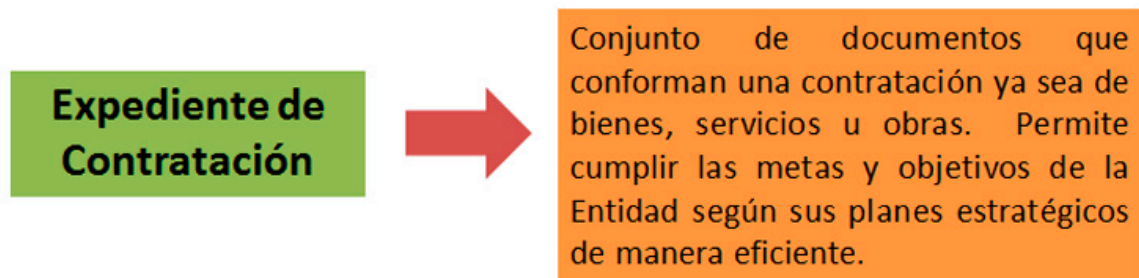 Expediente de
Contratación
Conjunto de documentos que
conforman una contratación ya sea de
bienes, servicios u obras. Permite
cumplir las metas y objetivos de la
Entidad según sus planes estratégicos
de manera eficiente.